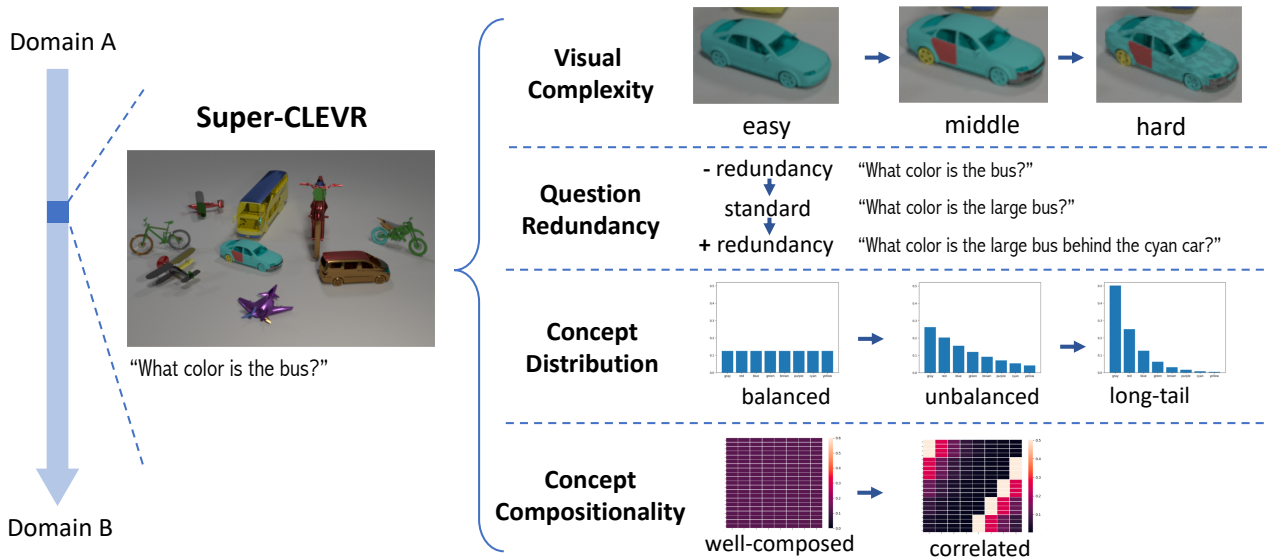 Domain A
Super-CLEVR
“What color is the bus?”
Domain B
Visual
Complexity
easy
middle
hard
Question
Redundancy
- redundancy
“What color is the bus?”
standard
“What color is the large bus?”
+ redundancy
“What color is the large bus behind the cyan car?”
Concept
Distribution
balanced
unbalanced
long-tail
Concept
Compositionality
well-composed
correlated